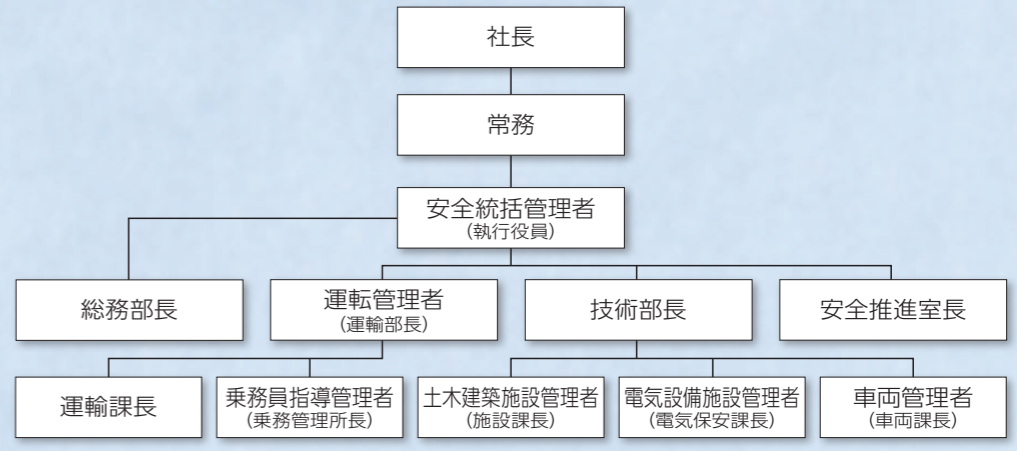 社長
常務
安全統括管理者
(執行役員)
総務部長
運転管理者
(運輸部長)
技術部長
安全推進室長
運輸課長
乗務員指導管理者
(乗務管理所長)
土木建築施設管理者
(施設課長)
電気設備施設管理者
(電気保安課長)
車両管理者
(車両課長)